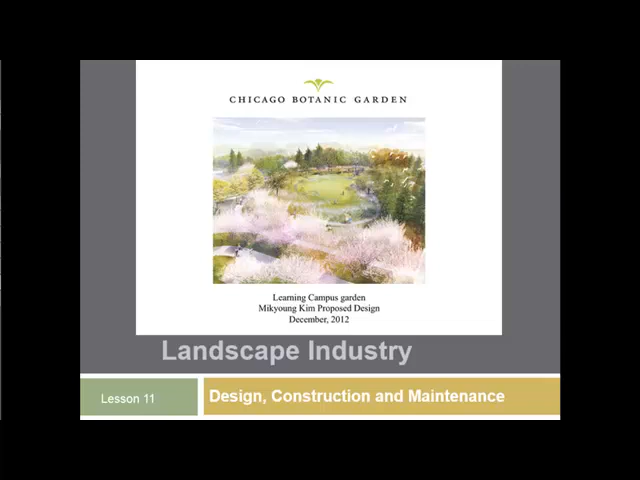 CHICAGO BOTANIC GARDEN
Learning Campus garden
Mikyoung Kim Proposed Design
December, 2012
Landscape Industry
Lesson 11
Design, Construction and Maintenance